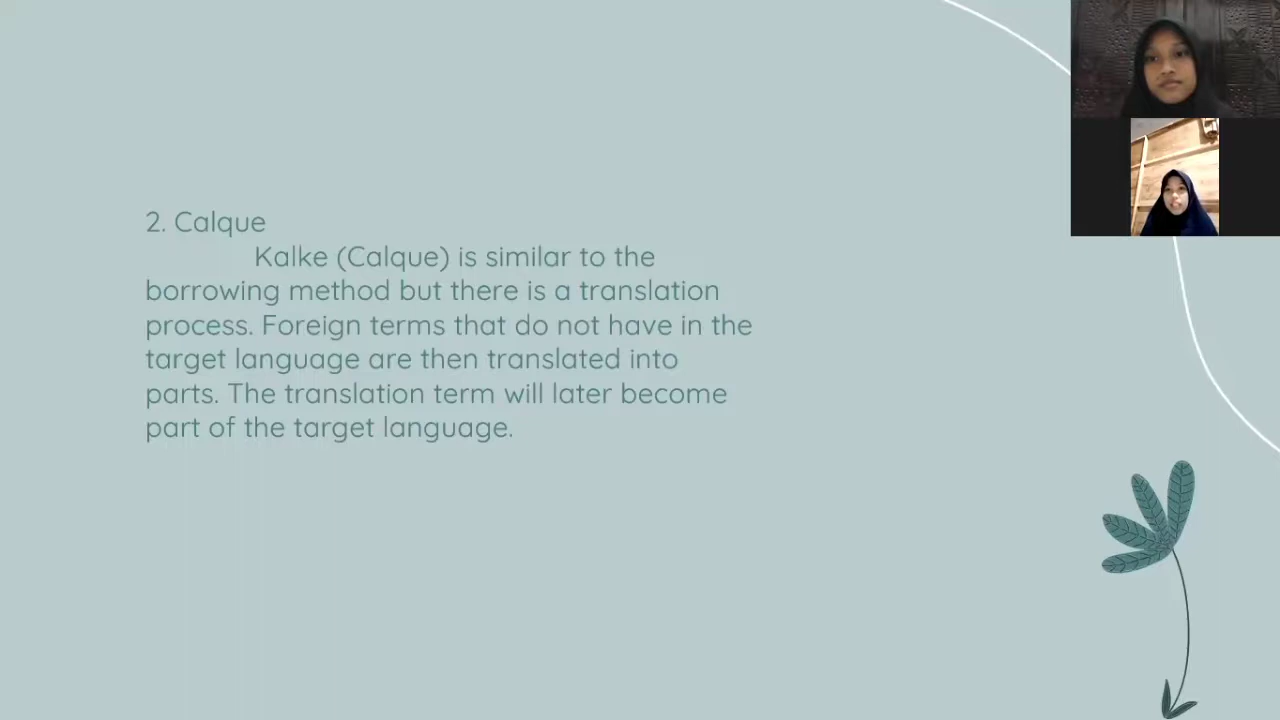 2. Calque
Kalke (Calque) is similar to the
borrowing method but there is a translation
process. Foreign terms that do not have in the
target language are then translated into
parts. The translation term will later become
part of the target language.